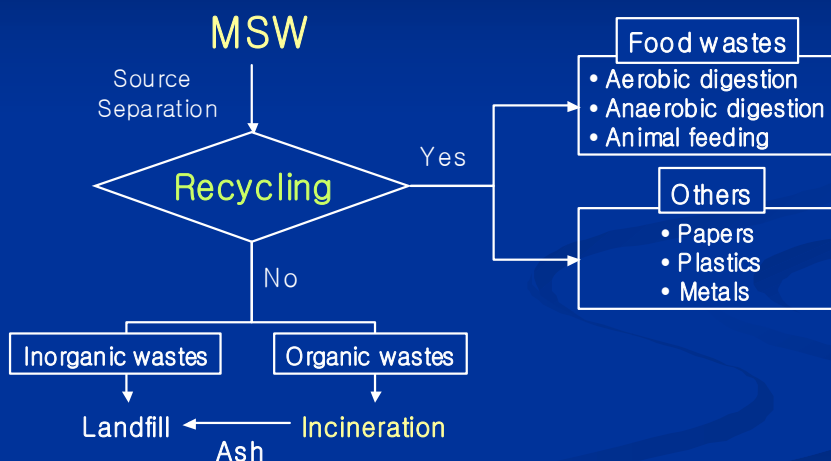 MSW
Source
Separation
Recycling
Yes
Food wastes
• Aerobic digestion
• Anaerobic digestion
• Animal feeding
Others
• Papers
• Plastics
• Metals
No
Inorganic wastes
Organic wastes
Landfill
Incineration
Ash